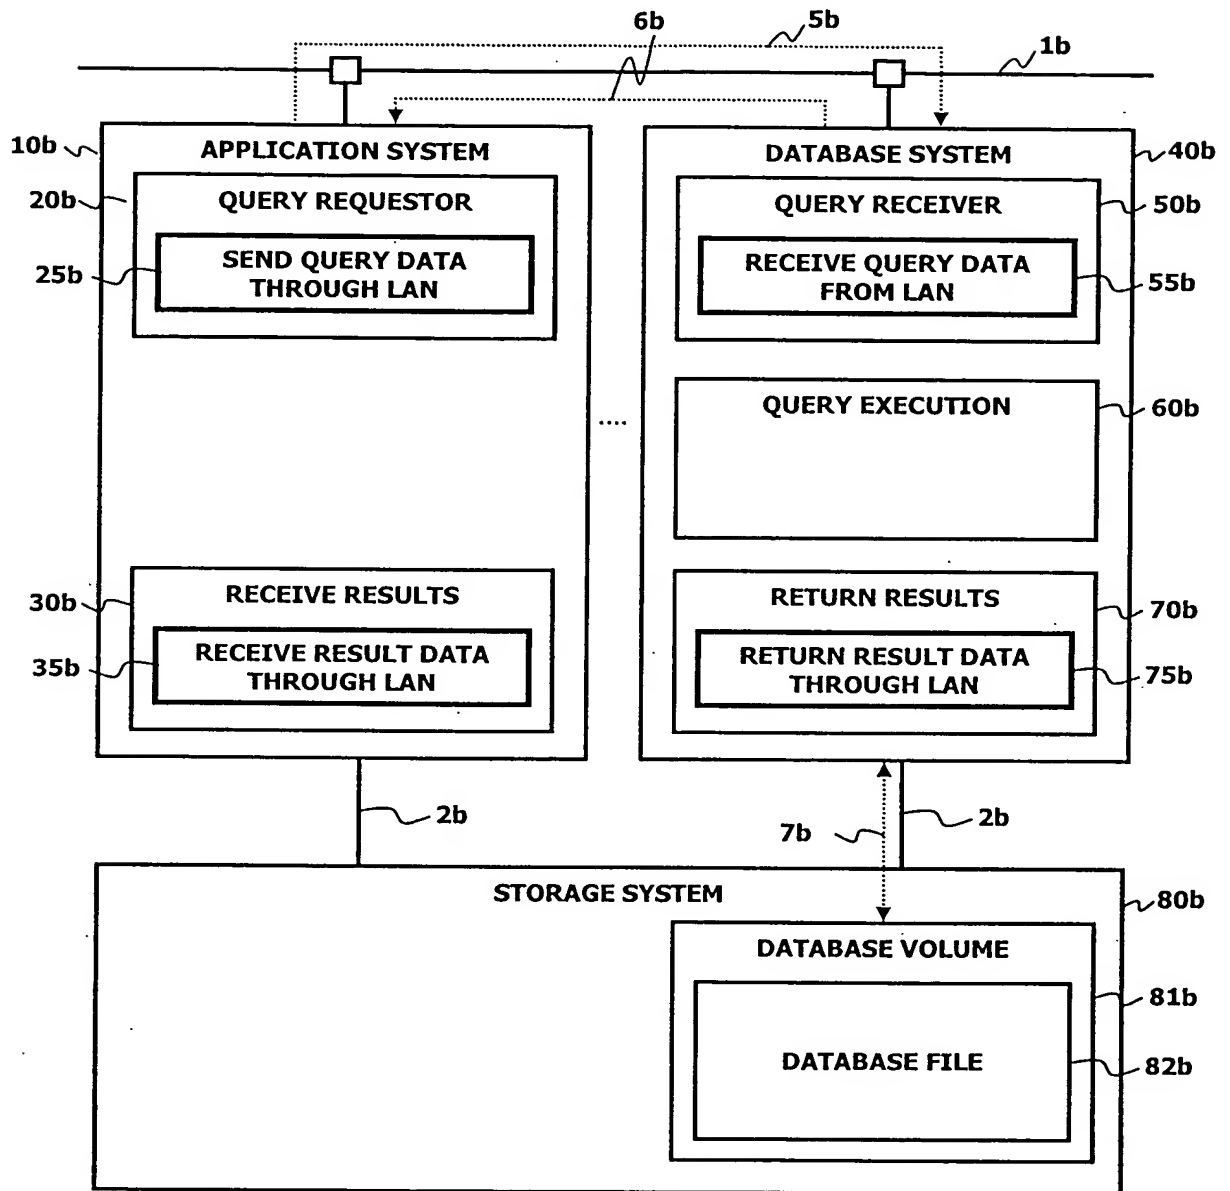 6b
5b
1b
10b
APPLICATION SYSTEM
DATABASE SYSTEM
40b
20b
QUERY REQUESTOR
QUERY RECEIVER
50b
25b
SEND QUERY DATA
THROUGH LAN
RECEIVE QUERY DATA
FROM LAN
55b
QUERY EXECUTION
60b
....
30b
RECEIVE RESULTS
RETURN RESULTS
70b
35b
RECEIVE RESULT DATA
THROUGH LAN
RETURN RESULT DATA
THROUGH LAN
75b
2b
7b
2b
STORAGE SYSTEM
80b
DATABASE VOLUME
81b
DATABASE FILE
82b